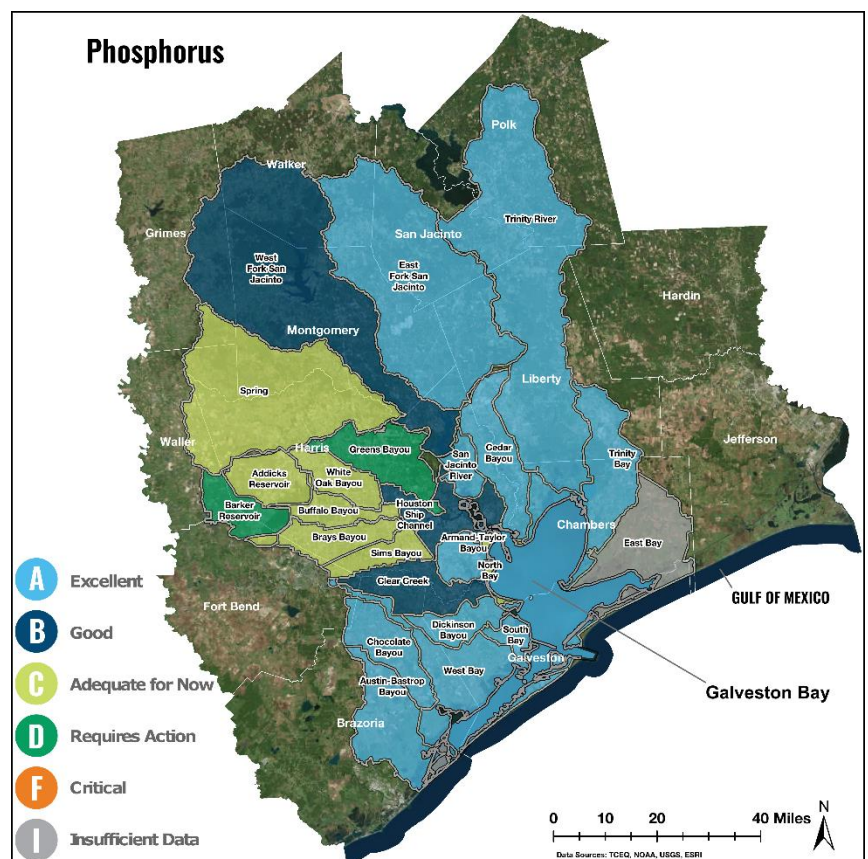 Phosphorus
Polk
Walker
Trinity River
Grimes
San Jacinto
West
Fork San
Jacinto
East
Fork San
Jacinto
Hardin
Montgomery
Liberty
Spring
Waller
Harris
Greens Bayou
Cedar
Bayou
Jefferson
San
Jacinto
River
Trinity
Bay
Addicks
Reservoir
White
Oak Bayou
Barker
Reservoir
Buffalo Bayou
Houston
Ship
Channel
Chambers
Brays Bayou
Armand-Taylor
Bayou
East Bay
Sims Bayou
North
Bay
A Excellent
Clear Creek
GULF OF MEXICO
Fort Bend
B Good
Dickinson
Bayou
South
Bay
Chocolate
Bayou
Galveston
C Adequate for Now
West Bay
Austin-Bastrop
Bayou
Galveston Bay
Brazoria
D Requires Action
F Critical
0 10 20 40 Miles
N
I Insufficient Data
Data Sources: TCEQ, NOAA, USGS, ESRI